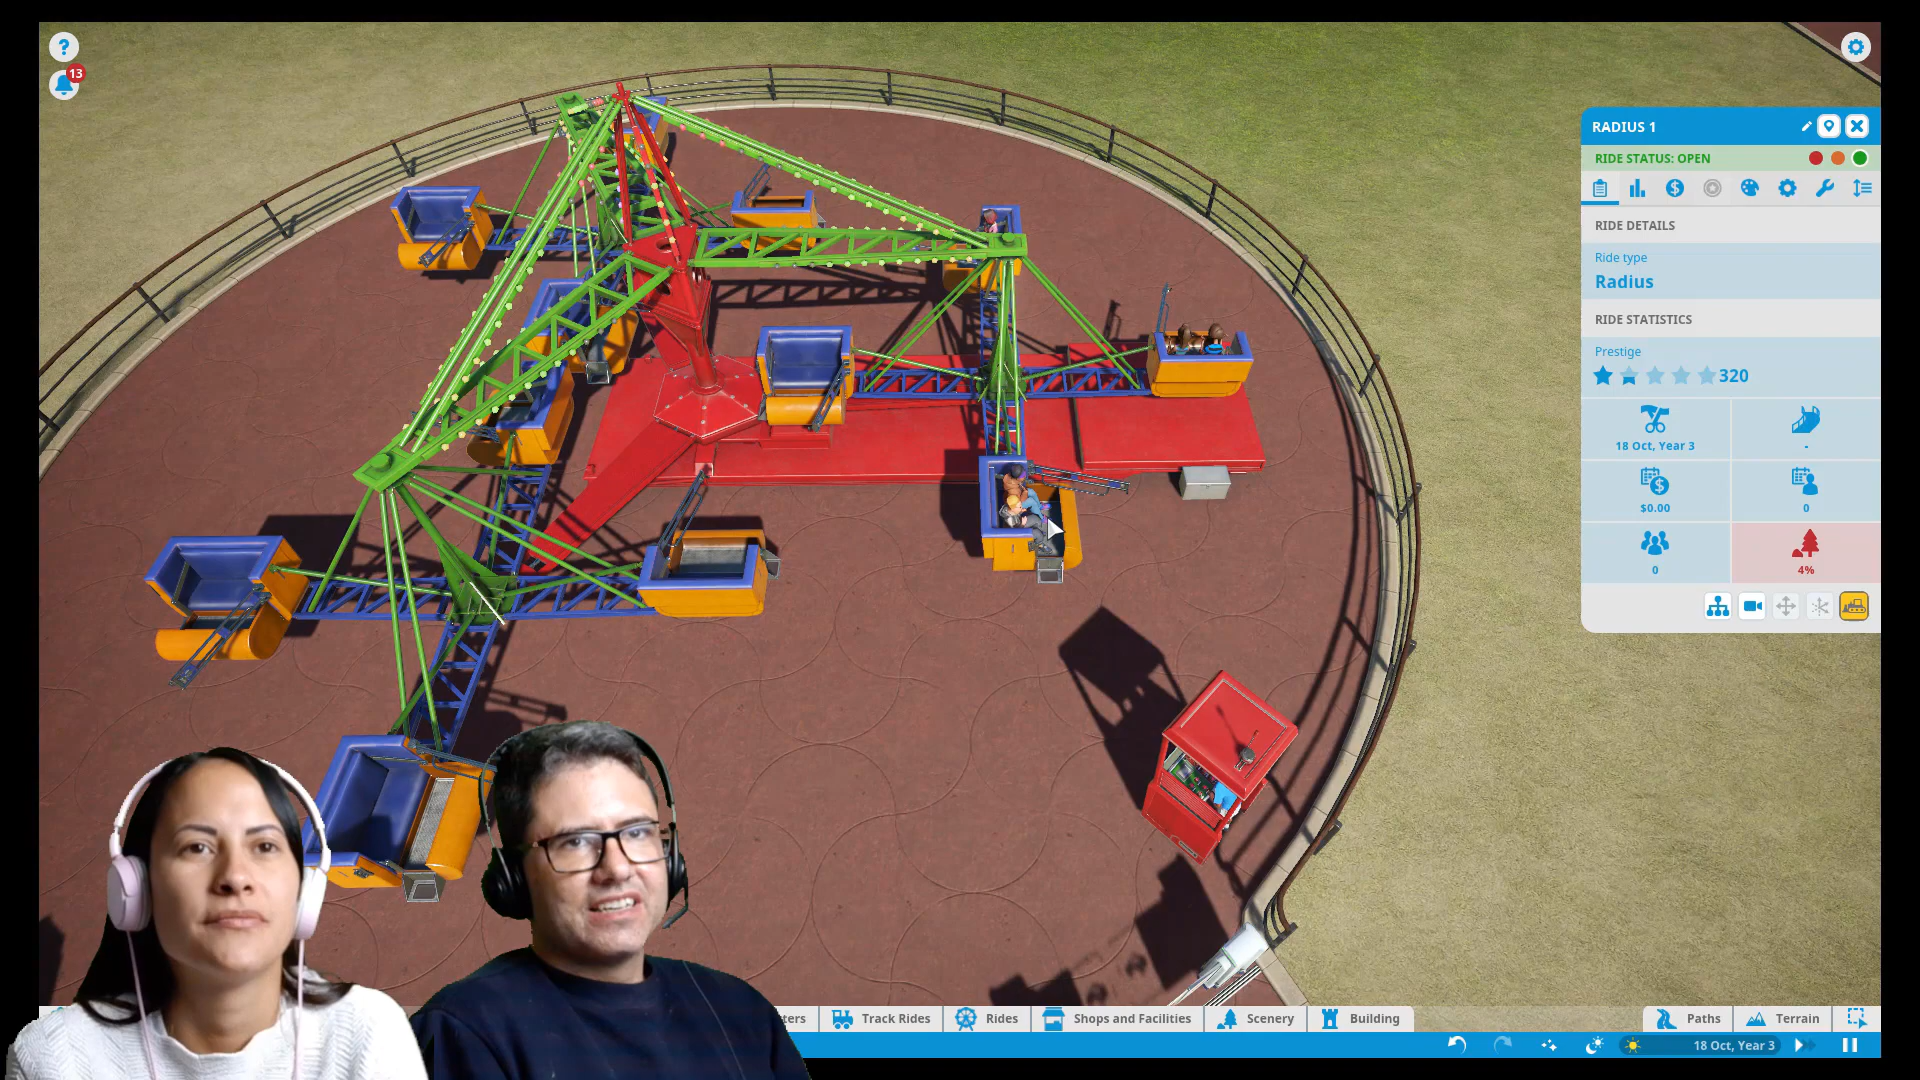 ?
13
RADIUS 1
RIDE STATUS: OPEN
RIDE DETAILS
Ride type
Radius
RIDE STATISTICS
Prestige
320
18 Oct, Year 3
-
$0.00
0
0
4%
Track Rides
Rides
Shops and Facilities
Scenery
Building
Paths
Terrain
18 Oct, Year 3